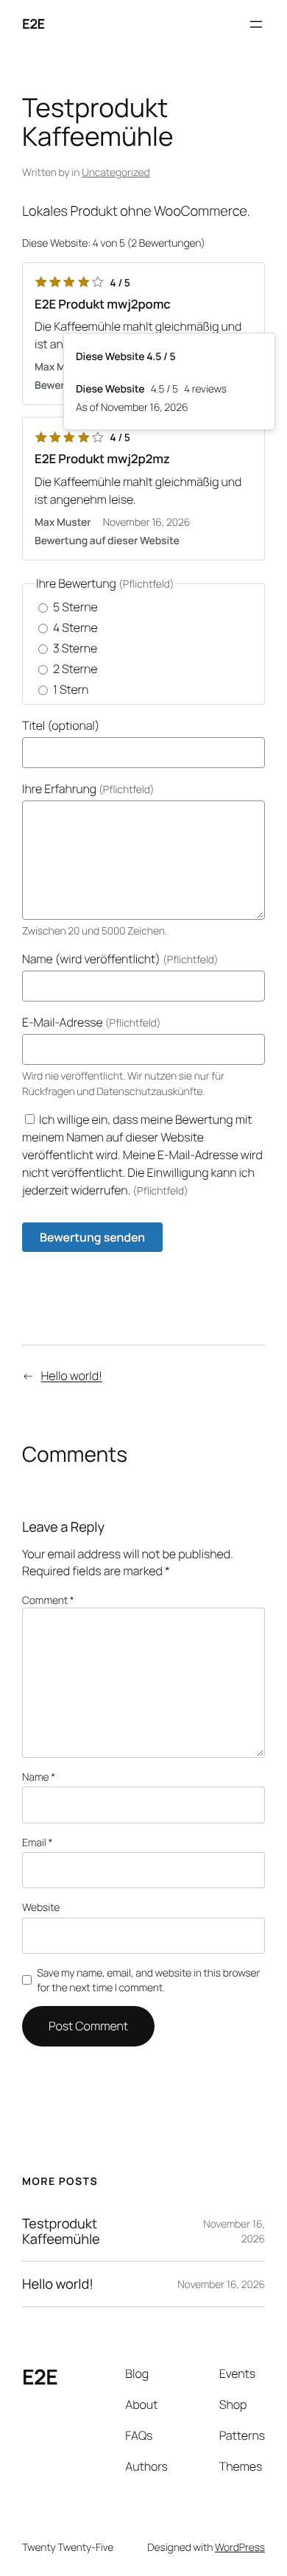 E2E
Testprodukt
Kaffeemühle
Written by in Uncategorized
Lokales Produkt ohne WooCommerce.
Diese Website: 4 von 5 (2 Bewertungen)
4 / 5
E2E Produkt mwj2pomc
Die Kaffeemühle mahlt gleichmäßig und
ist an
Max M
Bewer
Diese Website 4.5 / 5
Diese Website 4.5 / 5 4 reviews
As of November 16, 2026
4 / 5
E2E Produkt mwj2p2mz
Die Kaffeemühle mahlt gleichmäßig und
ist angenehm leise.
Max Muster November 16, 2026
Bewertung auf dieser Website
Ihre Bewertung (Pflichtfeld)
5 Sterne
4 Sterne
3 Sterne
2 Sterne
1 Stern
Titel (optional)
Ihre Erfahrung (Pflichtfeld)
Zwischen 20 und 5000 Zeichen.
Name (wird veröffentlicht) (Pflichtfeld)
E-Mail-Adresse (Pflichtfeld)
Wird nie veröffentlicht. Wir nutzen sie nur für
Rückfragen und Datenschutzauskünfte.
Ich willige ein, dass meine Bewertung mit
meinem Namen auf dieser Website
veröffentlicht wird. Meine E-Mail-Adresse wird
nicht veröffentlicht. Die Einwilligung kann ich
jederzeit widerrufen. (Pflichtfeld)
Bewertung senden
← Hello world!
Comments
Leave a Reply
Your email address will not be published.
Required fields are marked *
Comment *
Name *
Email *
Website
Save my name, email, and website in this browser
for the next time I comment.
Post Comment
MORE POSTS
Testprodukt
Kaffeemühle
November 16,
2026
Hello world! November 16, 2026
E2E
Blog
About
FAQs
Authors
Events
Shop
Patterns
Themes
Twenty Twenty-Five Designed with WordPress